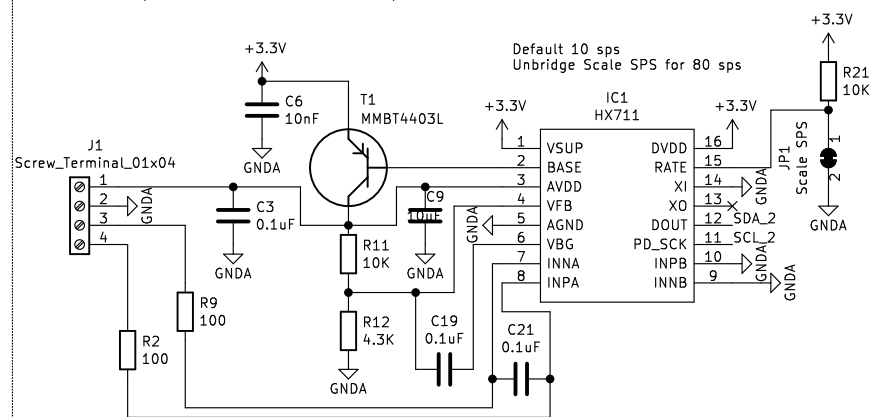 +3.3V
Default 10 sps
Unbridge Scale SPS for 80 sps
+3.3V
R21
10K
T1
MMBT4403L
C6
10nF
GNDA
IC1
HX711
+3.3V
+3.3V
J1
Screw_Terminal_01x04
1
2
3
4
GNDA
C3
0.1uF
GNDA
C9
10uF
GNDA
GNDA
1 VSUP
2 BASE
3 AVDD
4 VFB
5 AGND
6 VBG
7 INNA
8 INPA
DVDD 16
RATE 15
XI 14
XO 13
DOUT 12
PD_SCK 11
INPB 10
INNB 9
GNDA
SDA_2
SCL_2
GNDA
GNDA
JP1
Scale SPS
1
2
GNDA
R11
10K
R9
100
R2
100
R12
4.3K
GNDA
C19
0.1uF
C21
0.1uF